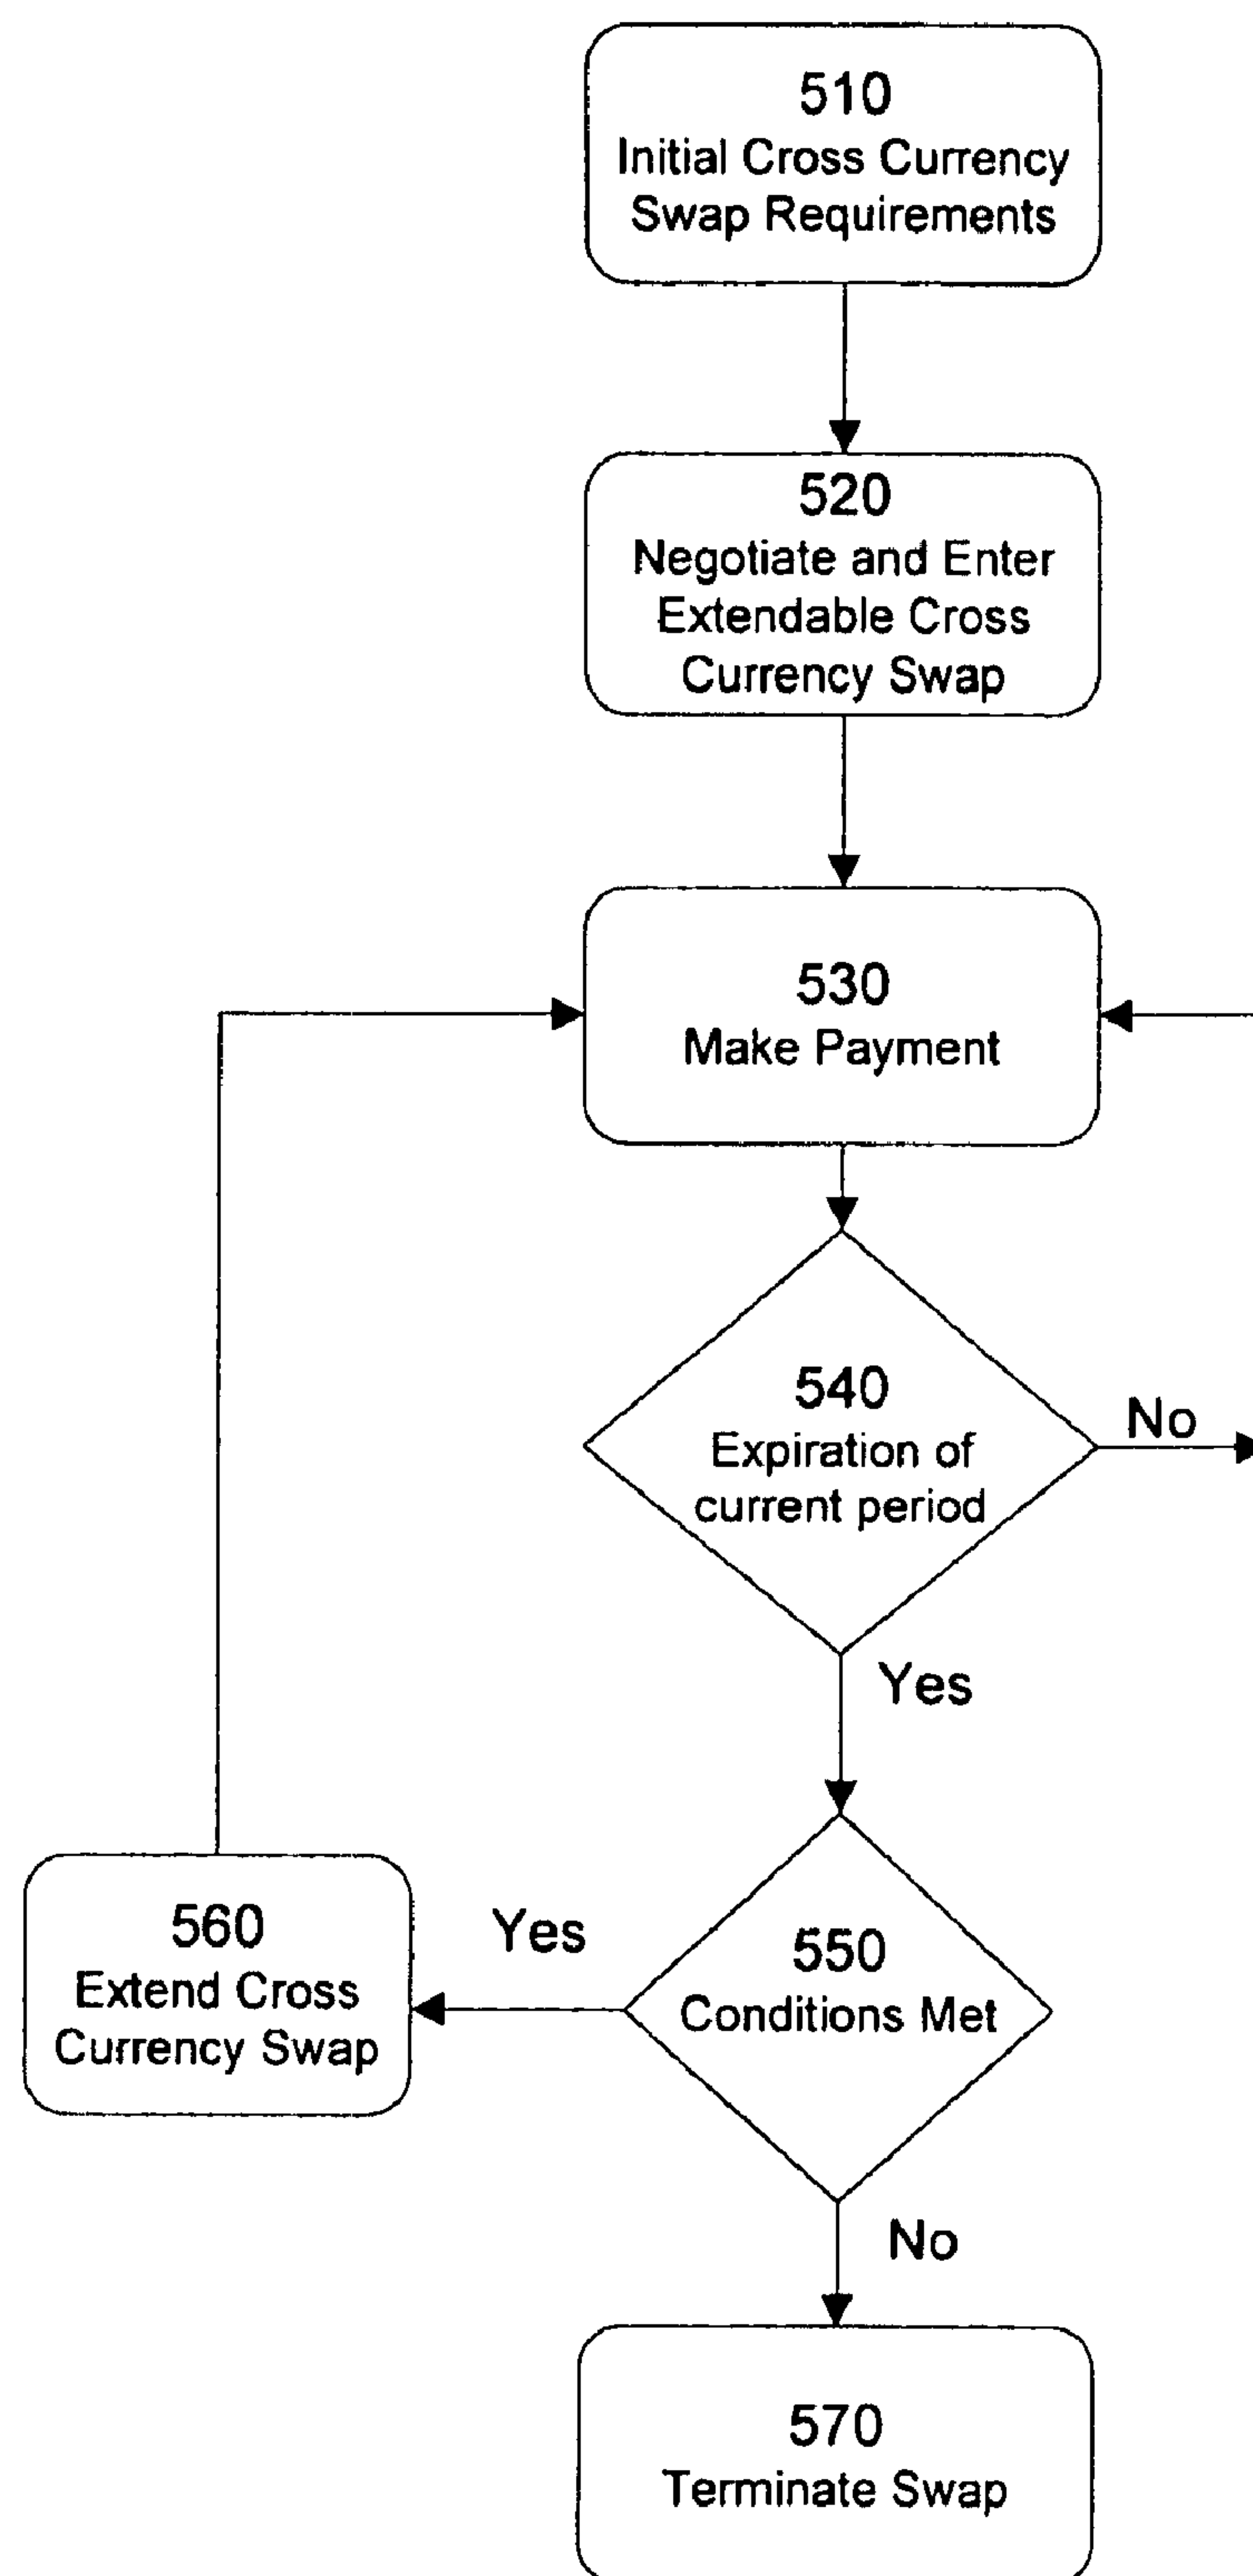 510
Initial Cross Currency
Swap Requirements
520
Negotiate and Enter
Extendable Cross
Currency Swap
530
Make Payment
540
Expiration of
current period
No
Yes
560
Extend Cross
Currency Swap
Yes
550
Conditions Met
No
570
Terminate Swap